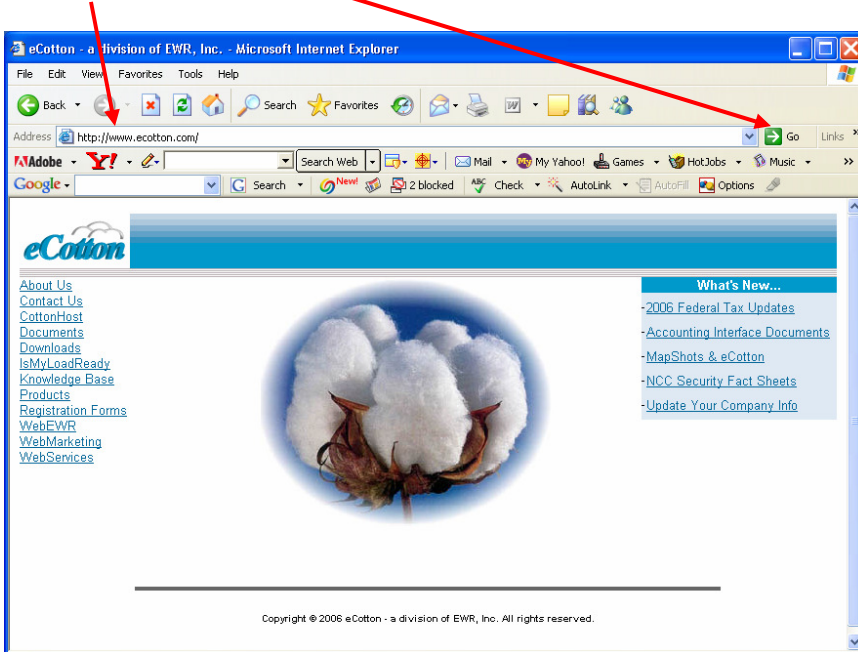 eCotton - a division of EWR, Inc. - Microsoft Internet Explorer
File Edit View Favorites Tools Help
Back Search Favorites W
Address http://www.ecotton.com/ Go Links »
Adobe Y! Search Web Mail My Yahoo! Games HotJobs Music »
Google G Search New! 2 blocked ABC Check AutoLink AutoFill Options
eCotton
About Us
Contact Us
CottonHost
Documents
Downloads
IsMyLoadReady
Knowledge Base
Products
Registration Forms
WebEWR
WebMarketing
WebServices
What's New...
-2006 Federal Tax Updates
-Accounting Interface Documents
-MapShots & eCotton
-NCC Security Fact Sheets
-Update Your Company Info
Copyright © 2006 eCotton - a division of EWR, Inc. All rights reserved.